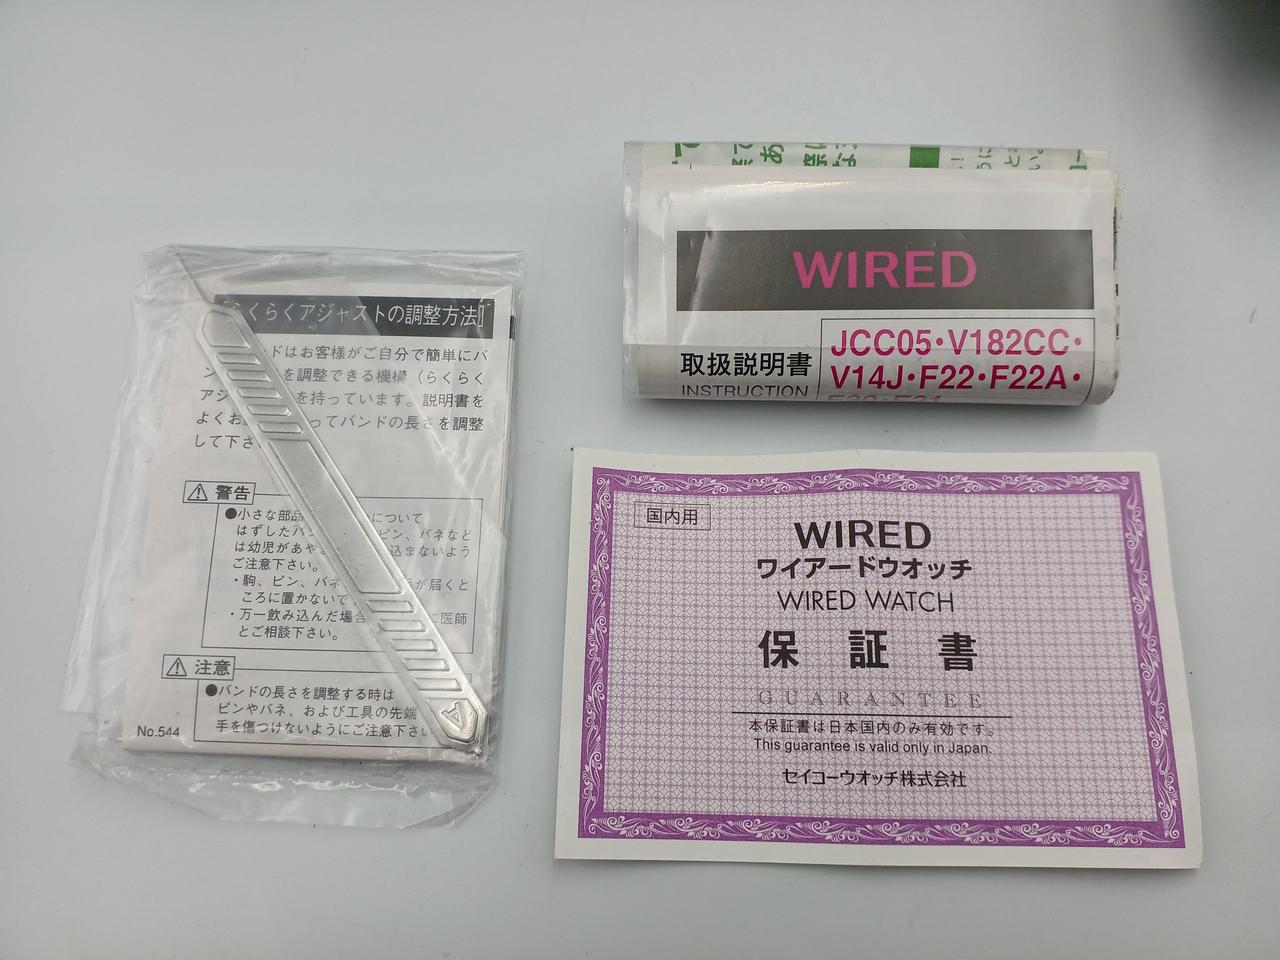 くらくアジャストの調整方法】
ンドはお客様がご自分で簡単にバ
ン を調整できる機構（らくらく
アジ を持っています。説明書を
よくお ってバンドの長さを調整
して下さ
警告
●小さな部品 について
はずしたバン ピン、バネなど
は幼児があや 込まないよう
ご注意下さい。
・駒、ピン、バネ が届くと
ころに置かないで
・万一飲み込んだ場合 に医師
とご相談下さい。
注意
●バンドの長さを調整する時は
ピンやバネ、および工具の先端
手を傷つけないようにご注意下さい
No.544
A
WIRED
取扱説明書
INSTRUCTION
JCC05・V182CC・
V14J・F22・F22A・
国内用
WIRED
ワイアードウオッチ
WIRED WATCH
保証書
GUARANTEE
本保証書は日本国内のみ有効です。
This guarantee is valid only in Japan.
セイコーウオッチ株式会社